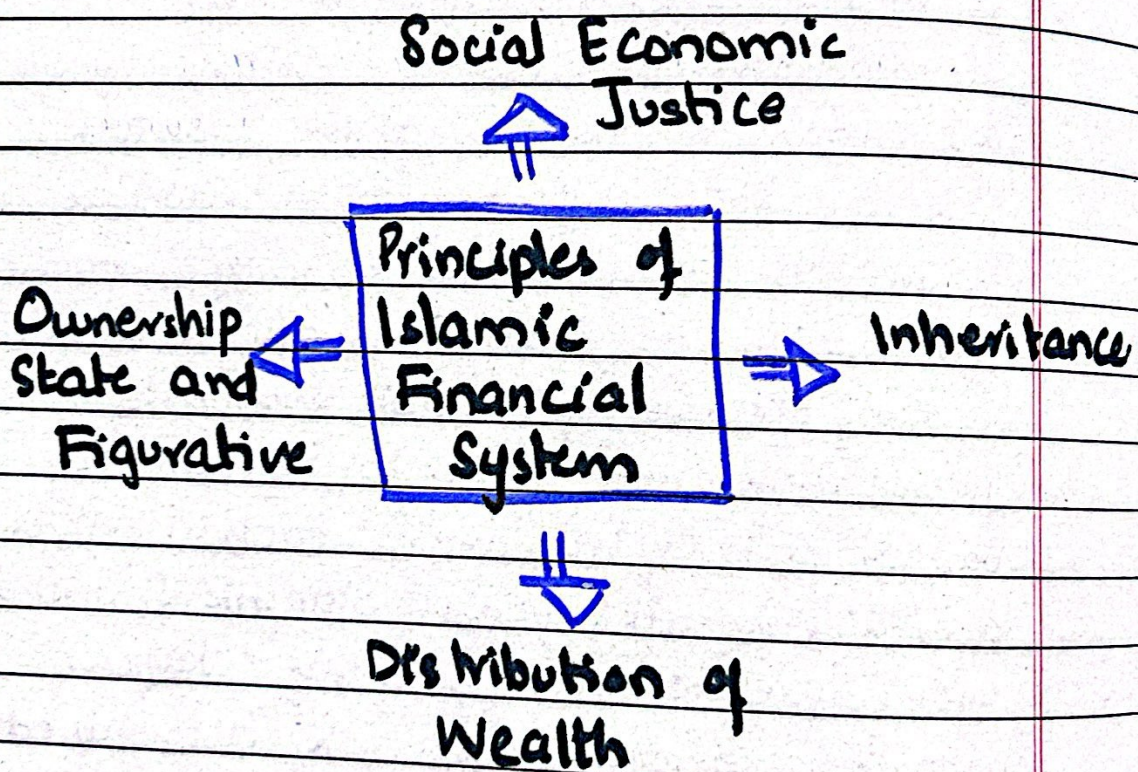 Social Economic
Justice
Principles of
Islamic
Financial
System
Ownership
State and
Figurative
Inheritance
Distribution of
Wealth